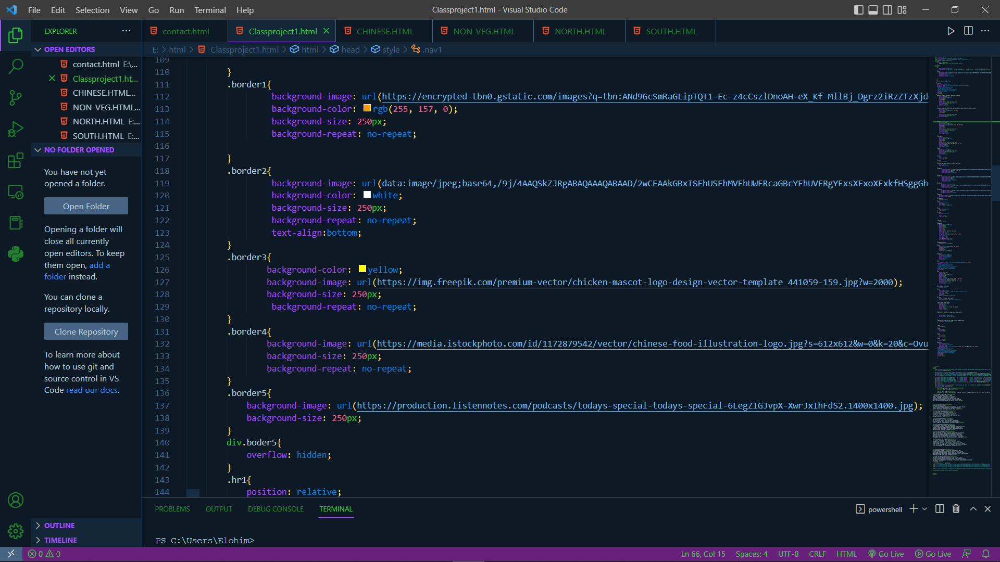 File Edit Selection View Go Run Terminal Help
Classproject1.html - Visual Studio Code
EXPLORER
OPEN EDITORS
contact.html E:\...
Classproject1.ht...
CHINESE.HTML...
NON-VEG.HTML...
NORTH.HTML E:...
SOUTH.HTML E:...
NO FOLDER OPENED
You have not yet
opened a folder.
Open Folder
Opening a folder will
close all currently
open editors. To keep
them open, add a
folder instead.
You can clone a
repository locally.
Clone Repository
To learn more about
how to use git and
source control in VS
Code read our docs.
OUTLINE
TIMELINE
contact.html Classproject1.html CHINESE.HTML NON-VEG.HTML NORTH.HTML SOUTH.HTML
E: > html > Classproject1.html > html > head > style > .nav1
109
110 }
111 .border1{
112 background-image: url(https://encrypted-tbn0.gstatic.com/images?q=tbn:ANd9GcSmRaGLipTQT1-Ec-z4cCszlDnoAH-eX_Kf-MllBj_Dgrz2iRzZTzXjd
113 background-color: rgb(255, 157, 0);
114 background-size: 250px;
115 background-repeat: no-repeat;
116
117 }
118 .border2{
119 background-image: url(data:image/jpeg;base64,/9j/4AAQSkZJRgABAQAAAQABAAD/2wCEAAkGBxISEhUSEhMVFhUWFRcaGBcYFhUVFRgYFxsXFxoXFxkfHSggGh
120 background-color: white;
121 background-size: 250px;
122 background-repeat: no-repeat;
123 text-align:bottom;
124 }
125 .border3{
126 background-color: yellow;
127 background-image: url(https://img.freepik.com/premium-vector/chicken-mascot-logo-design-vector-template_441059-159.jpg?w=2000);
128 background-size: 250px;
129 background-repeat: no-repeat;
130 }
131 .border4{
132 background-image: url(https://media.istockphoto.com/id/1172879542/vector/chinese-food-illustration-logo.jpg?s=612x612&w=0&k=20&c=Ovu
133 background-size: 250px;
134 background-repeat: no-repeat;
135 }
136 .border5{
137 background-image: url(https://production.listennotes.com/podcasts/todays-special-todays-special-6LegZIGJvpX-XwrJxIhFdS2.1400x1400.jpg);
138 background-size: 250px;
139 }
140 div.boder5{
141 overflow: hidden;
142 }
143 .hr1{
144 position: relative;
PROBLEMS OUTPUT DEBUG CONSOLE TERMINAL
powershell
PS C:\Users\Elohim>
0 0
Ln 66, Col 15 Spaces: 4 UTF-8 CRLF HTML Go Live Go Live